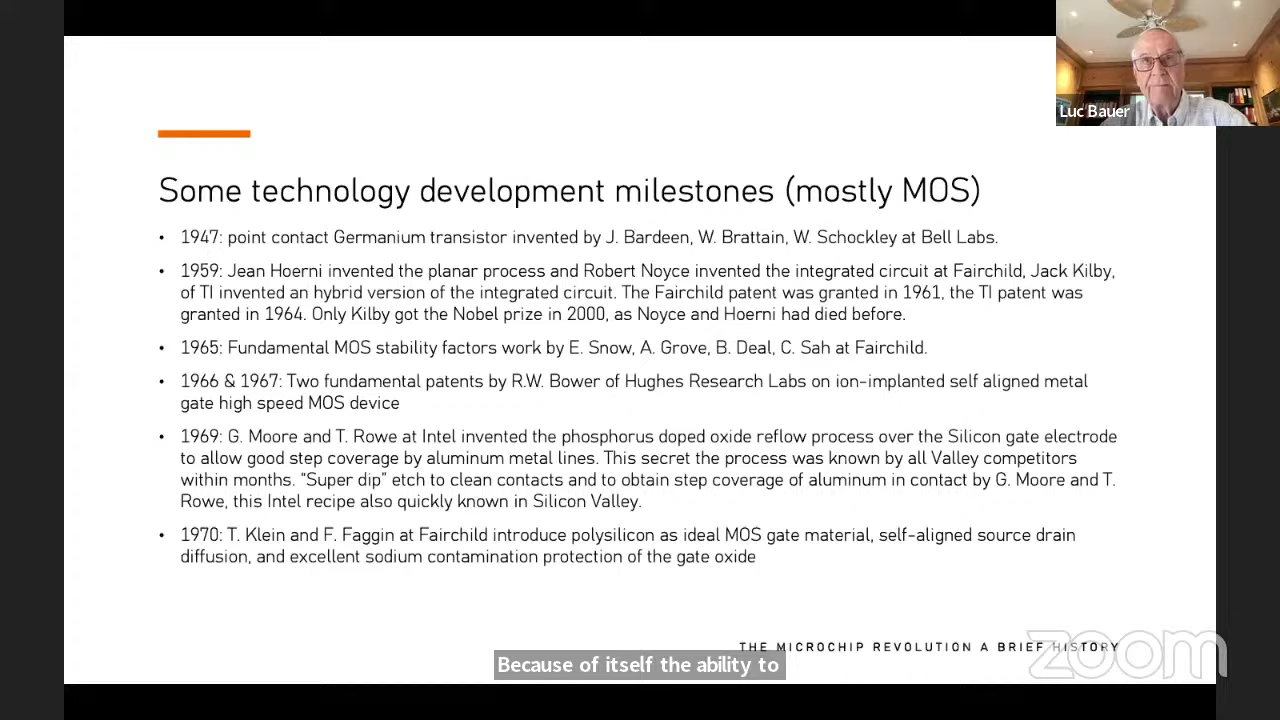 Luc Bauer
Some technology development milestones (mostly MOS)
• 1947: point contact Germanium transistor invented by J. Bardeen, W. Brattain, W. Schockley at Bell Labs.
• 1959: Jean Hoerni invented the planar process and Robert Noyce invented the integrated circuit at Fairchild, Jack Kilby,
of TI invented an hybrid version of the integrated circuit. The Fairchild patent was granted in 1961, the TI patent was
granted in 1964. Only Kilby got the Nobel prize in 2000, as Noyce and Hoerni had died before.
• 1965: Fundamental MOS stability factors work by E. Snow, A. Grove, B. Deal, C. Sah at Fairchild.
• 1966 & 1967: Two fundamental patents by R.W. Bower of Hughes Research Labs on ion-implanted self aligned metal
gate high speed MOS device
• 1969: G. Moore and T. Rowe at Intel invented the phosphorus doped oxide reflow process over the Silicon gate electrode
to allow good step coverage by aluminum metal lines. This secret the process was known by all Valley competitors
within months. “Super dip” etch to clean contacts and to obtain step coverage of aluminum in contact by G. Moore and T.
Rowe, this Intel recipe also quickly known in Silicon Valley.
• 1970: T. Klein and F. Faggin at Fairchild introduce polysilicon as ideal MOS gate material, self-aligned source drain
diffusion, and excellent sodium contamination protection of the gate oxide
THE MICROCHIP REVOLUTION A BRIEF HISTORY
zoom
Because of itself the ability to